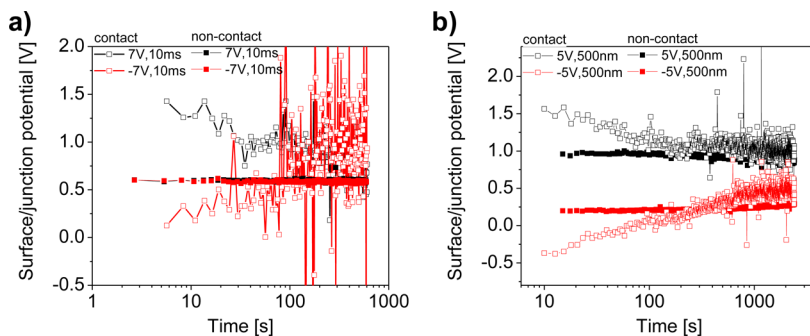 a)
contact non-contact
7V,10ms 7V,10ms
-7V,10ms -7V,10ms
Surface/junction potential [V]
2.0
1.5
1.0
0.5
0.0
-0.5
1 10 100 1000
Time [s]
b)
contact non-contact
5V,500nm 5V,500nm
-5V,500nm -5V,500nm
Surface/junction potential [V]
2.0
1.5
1.0
0.5
0.0
-0.5
10 100 1000
Time [s]